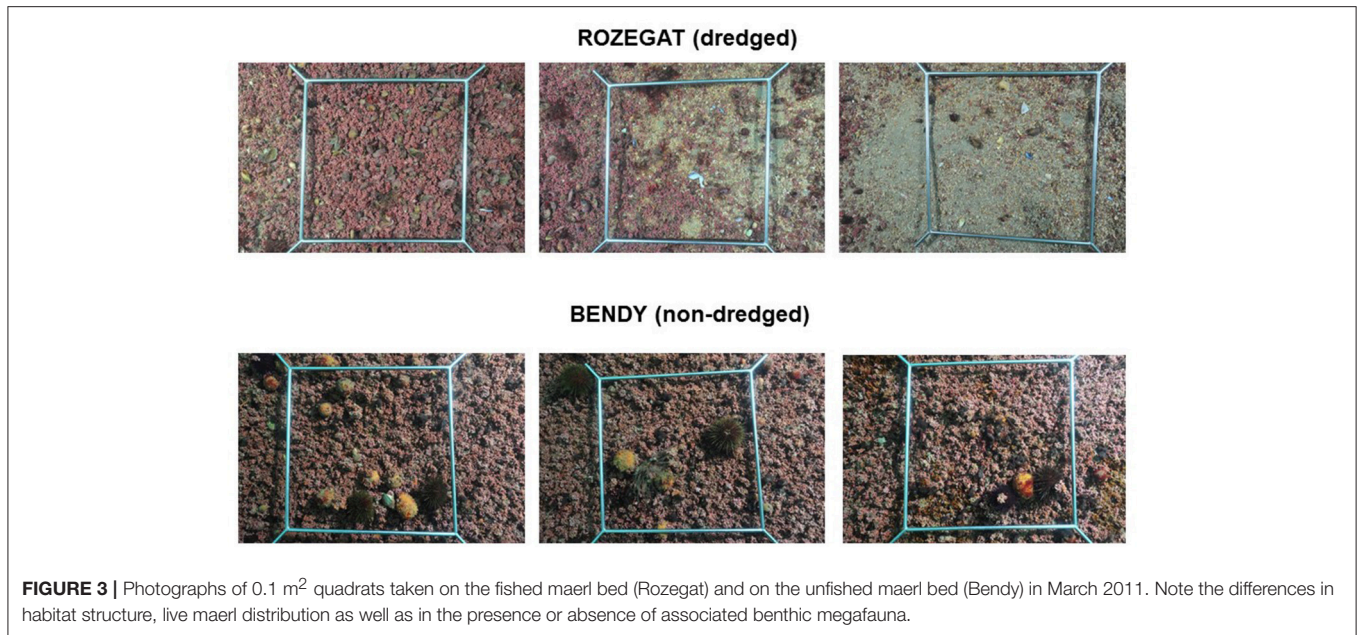 ROZEGAT (dredged)
BENDY (non-dredged)
FIGURE 3 | Photographs of 0.1 m² quadrats taken on the fished maerl bed (Rozegat) and on the unfished maerl bed (Bendy) in March 2011. Note the differences in
habitat structure, live maerl distribution as well as in the presence or absence of associated benthic megafauna.